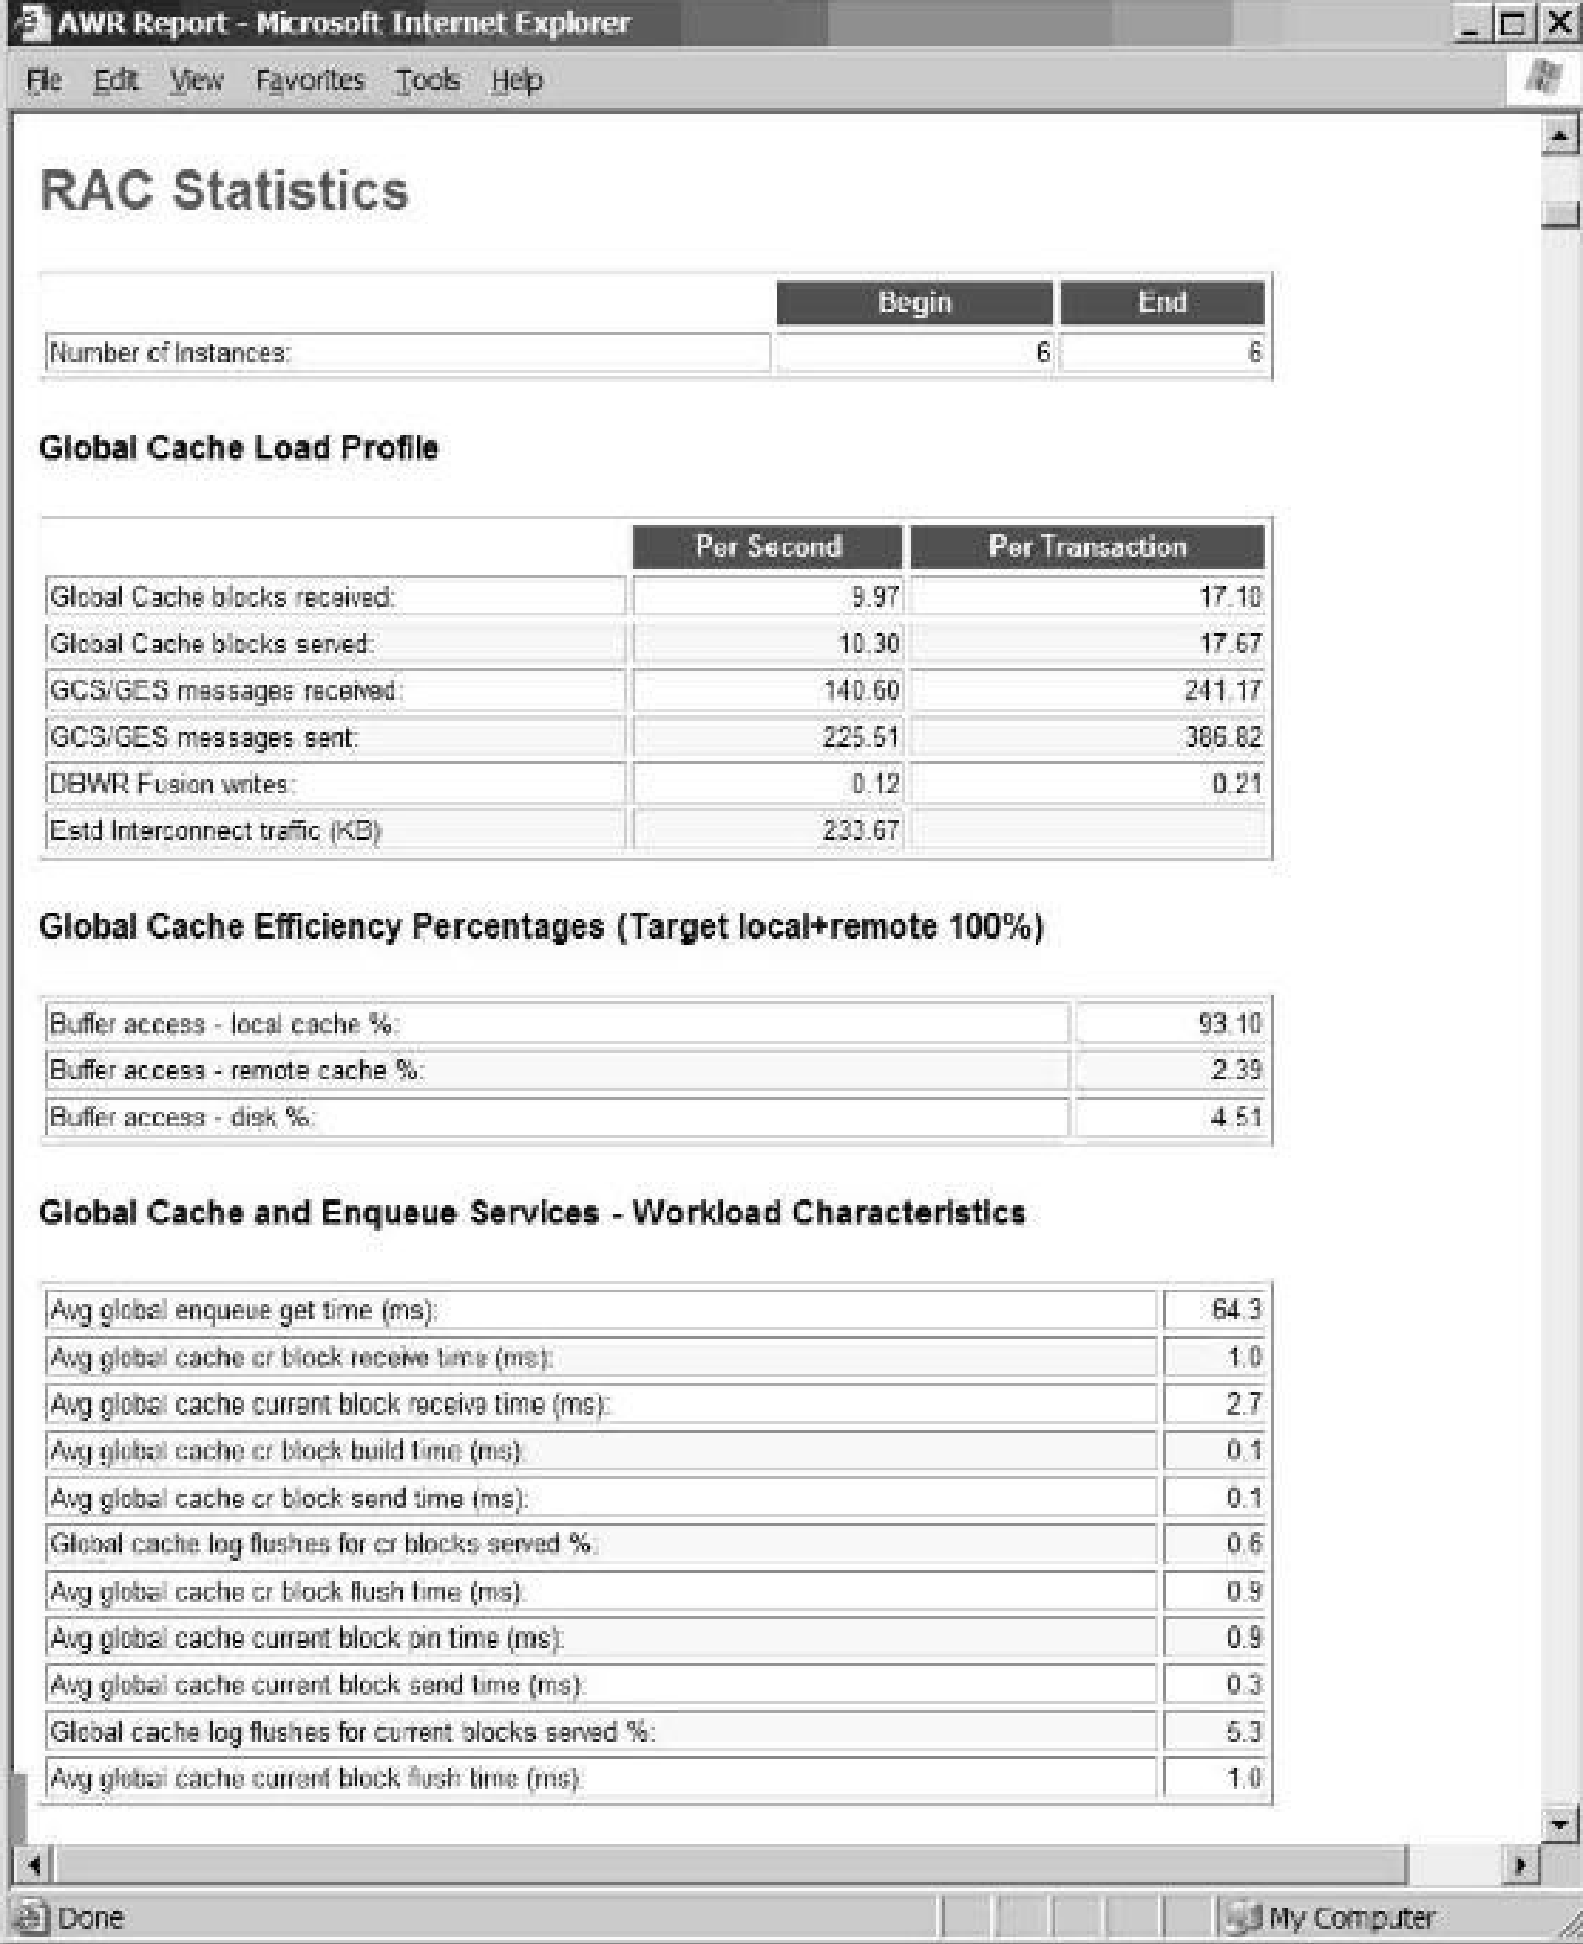 AWR Report - Microsoft Internet Explorer
File Edit View Favorites Tools Help
RAC Statistics
Begin End
Number of Instances: 6 6
Global Cache Load Profile
Per Second Per Transaction
Global Cache blocks received: 9.97 17.10
Global Cache blocks served: 10.30 17.67
GCS/GES messages received: 140.60 241.17
GCS/GES messages sent: 225.51 386.82
DBWR Fusion writes: 0.12 0.21
Estd Interconnect traffic (KB) 233.67
Global Cache Efficiency Percentages (Target local+remote 100%)
Buffer access - local cache %: 93.10
Buffer access - remote cache %: 2.39
Buffer access - disk %: 4.51
Global Cache and Enqueue Services - Workload Characteristics
Avg global enqueue get time (ms): 64.3
Avg global cache cr block receive time (ms): 1.0
Avg global cache current block receive time (ms): 2.7
Avg global cache cr block build time (ms): 0.1
Avg global cache cr block send time (ms): 0.1
Global cache log flushes for cr blocks served %: 0.6
Avg global cache cr block flush time (ms): 0.9
Avg global cache current block pin time (ms): 0.9
Avg global cache current block send time (ms): 0.3
Global cache log flushes for current blocks served %: 5.3
Avg global cache current block flush time (ms): 1.0
Done My Computer